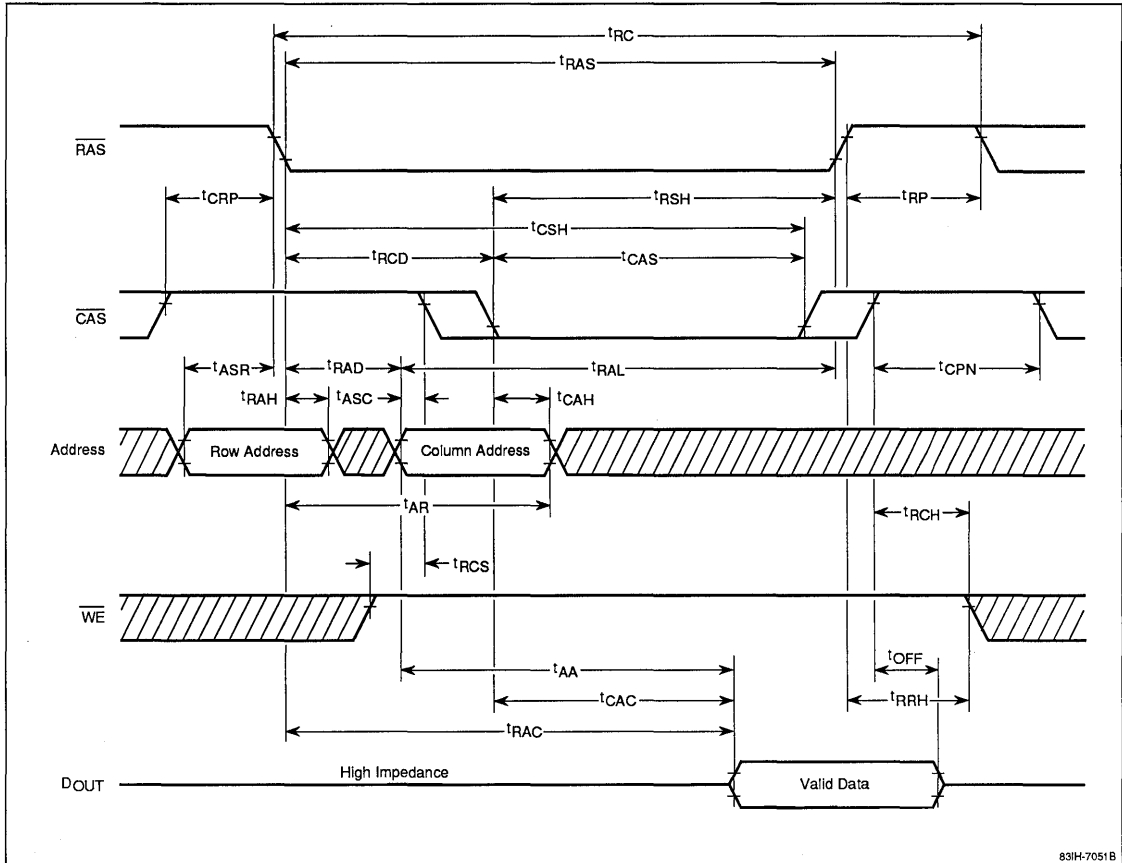 tRC
tRAS
RAS
tCRP
tRSH
tRP
tCSH
tRCD
tCAS
CAS
tASR
tRAD
tRAL
tCPN
tRAH
tASC
tCAH
Address
Row Address
Column Address
tAR
tRCH
tRCS
WE
tAA
tOFF
tCAC
tRRH
tRAC
DOUT
High Impedance
Valid Data
83IH-7051B